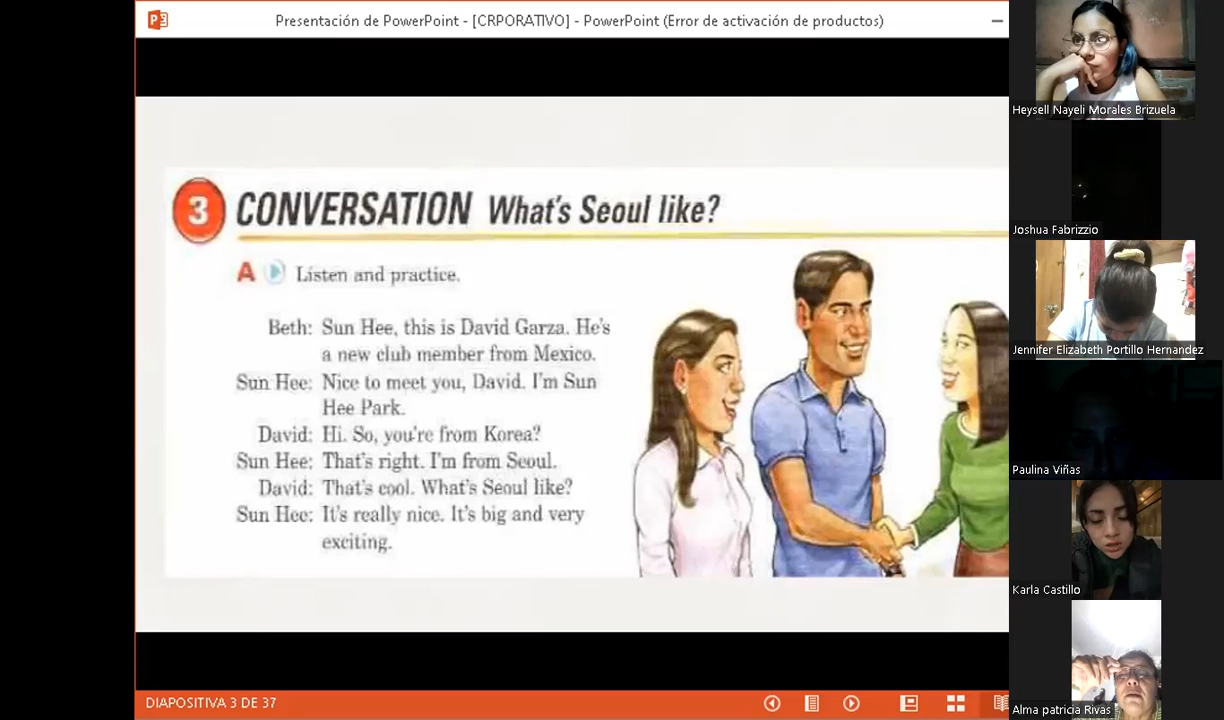 Presentación de PowerPoint - [CRPORATIVO] - PowerPoint (Error de activación de productos)
3 CONVERSATION What's Seoul like?
A Listen and practice.
Beth: Sun Hee, this is David Garza. He's
a new club member from Mexico.
Sun Hee: Nice to meet you, David. I'm Sun
Hee Park.
David: Hi. So, you're from Korea?
Sun Hee: That's right. I'm from Seoul.
David: That's cool. What's Seoul like?
Sun Hee: It's really nice. It's big and very
exciting.
DIAPOSITIVA 3 DE 37
Heysell Nayeli Morales Brizuela
Joshua Fabrizzio
Jennifer Elizabeth Portillo Hernandez
Paulina Viñas
Karla Castillo
Alma patricia Rivas